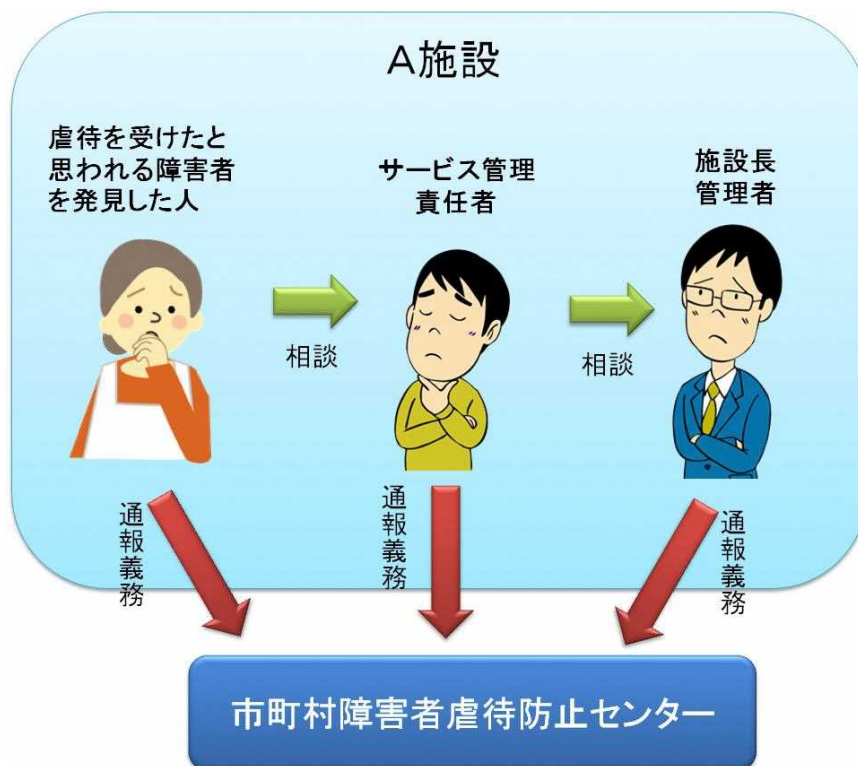 A施設
虐待を受けたと
思われる障害者
を発見した人
サービス管理
責任者
施設長
管理者
相談
相談
通報義務
通報義務
通報義務
市町村障害者虐待防止センター